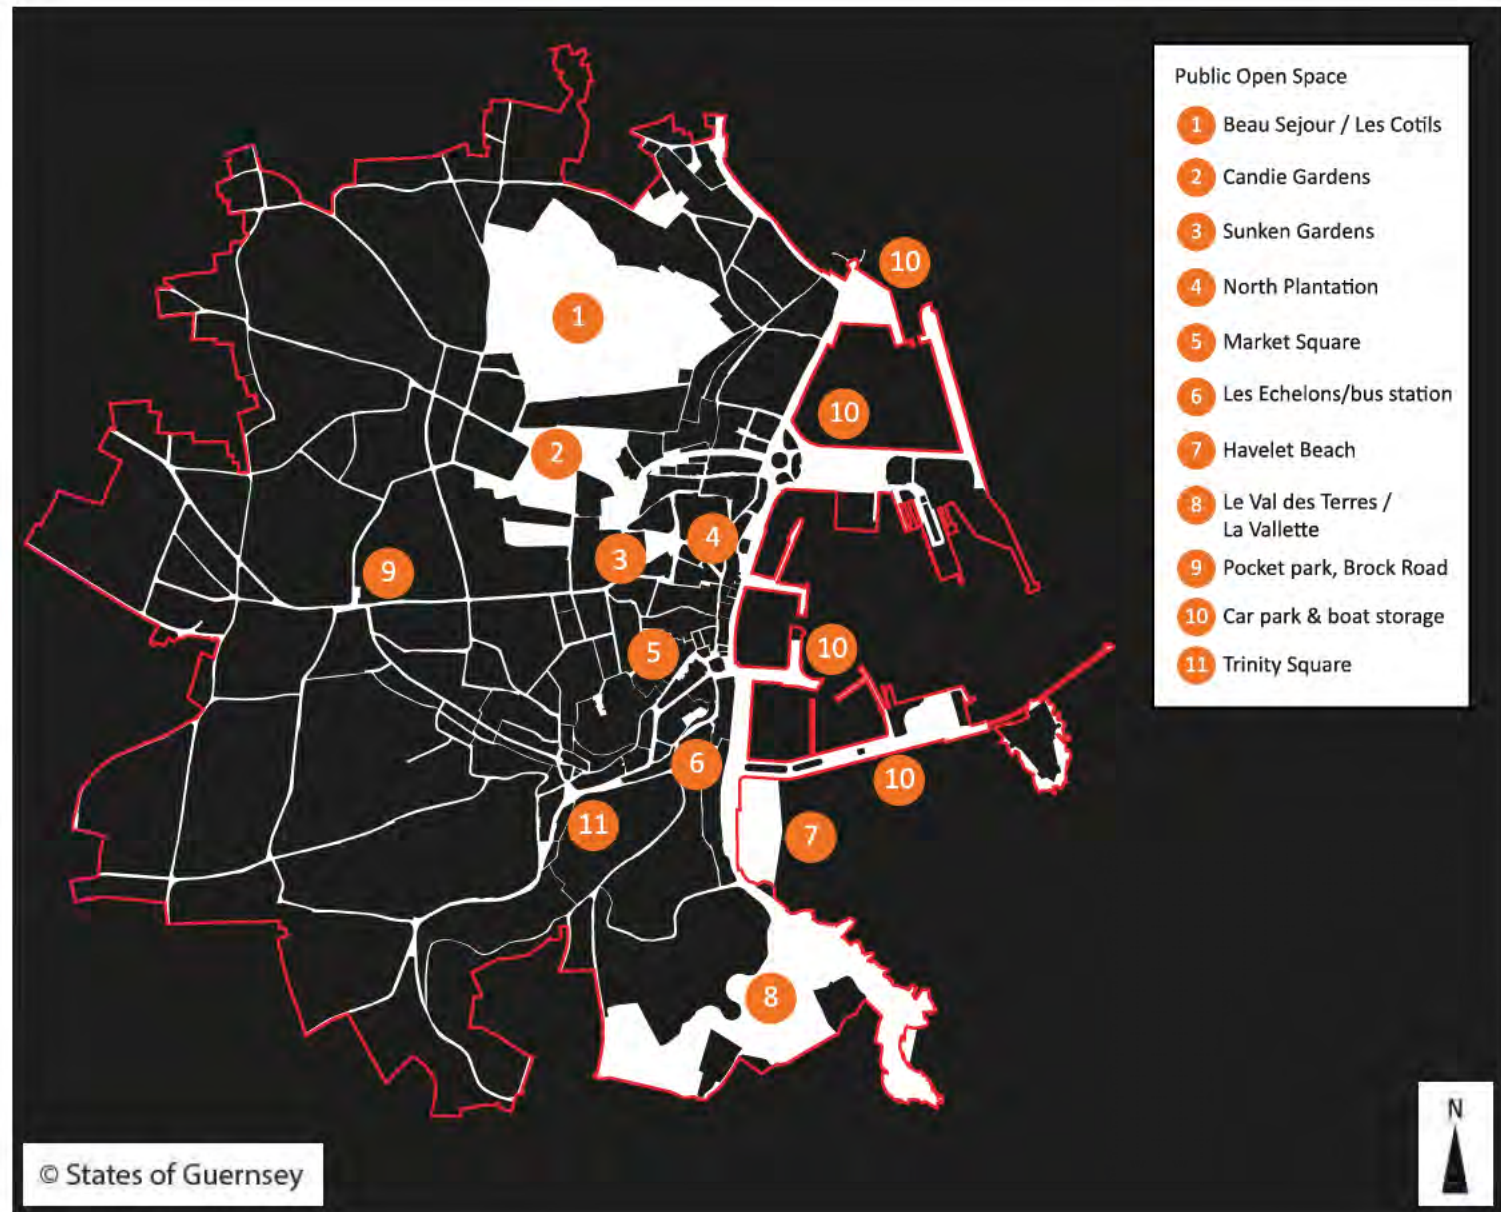 Public Open Space
1 Beau Sejour / Les Cotils
2 Candie Gardens
3 Sunken Gardens
4 North Plantation
5 Market Square
6 Les Echelons/bus station
7 Havelet Beach
8 Le Val des Terres /
La Vallette
9 Pocket park, Brock Road
10 Car park & boat storage
11 Trinity Square
10
1
10
2
4
3
9
10
5
6
10
11
7
8
N
© States of Guernsey